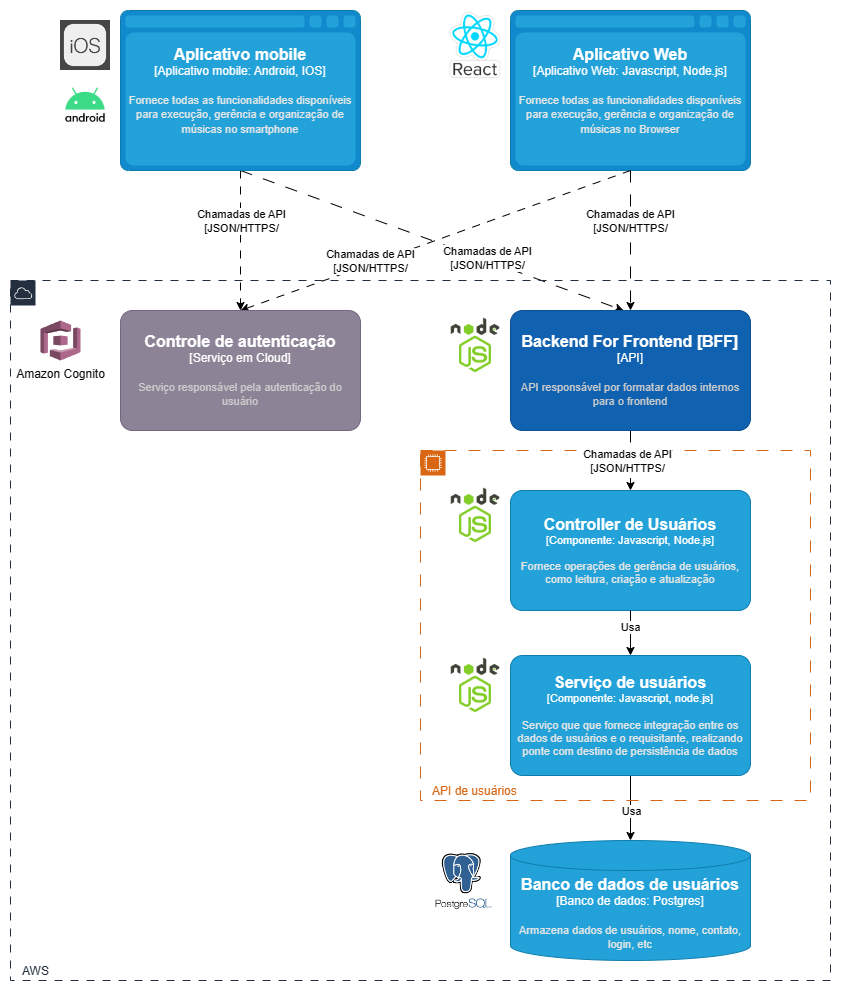 iOS
android
Aplicativo mobile
[Aplicativo mobile: Android, IOS]
Fornece todas as funcionalidades disponíveis
para execução, gerência e organização de
músicas no smartphone
React
Aplicativo Web
[Aplicativo Web: Javascript, Node.js]
Fornece todas as funcionalidades disponíveis
para execução, gerência e organização de
músicas no Browser
Chamadas de API
[JSON/HTTPS/
Chamadas de API
[JSON/HTTPS/
Chamadas de API
[JSON/HTTPS/
Chamadas de API
[JSON/HTTPS/
Amazon Cognito
Controle de autenticação
[Serviço em Cloud]
Serviço responsável pela autenticação do
usuário
node
JS
Backend For Frontend [BFF]
[API]
API responsável por formatar dados internos
para o frontend
Chamadas de API
[JSON/HTTPS/
node
JS
Controller de Usuários
[Componente: Javascript, Node.js]
Fornece operações de gerência de usuários,
como leitura, criação e atualização
Usa
node
JS
Serviço de usuários
[Componente: Javascript, node.js]
Serviço que que fornece integração entre os
dados de usuários e o requisitante, realizando
ponte com destino de persistência de dados
API de usuários
Usa
PostgreSQL
Banco de dados de usuários
[Banco de dados: Postgres]
Armazena dados de usuários, nome, contato,
login, etc
AWS